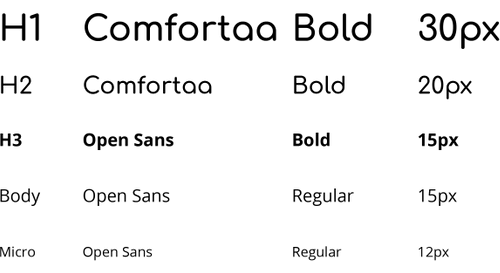 H1 Comfortaa Bold 30px
H2 Comfortaa Bold 20px
H3 Open Sans Bold 15px
Body Open Sans Regular 15px
Micro Open Sans Regular 12px